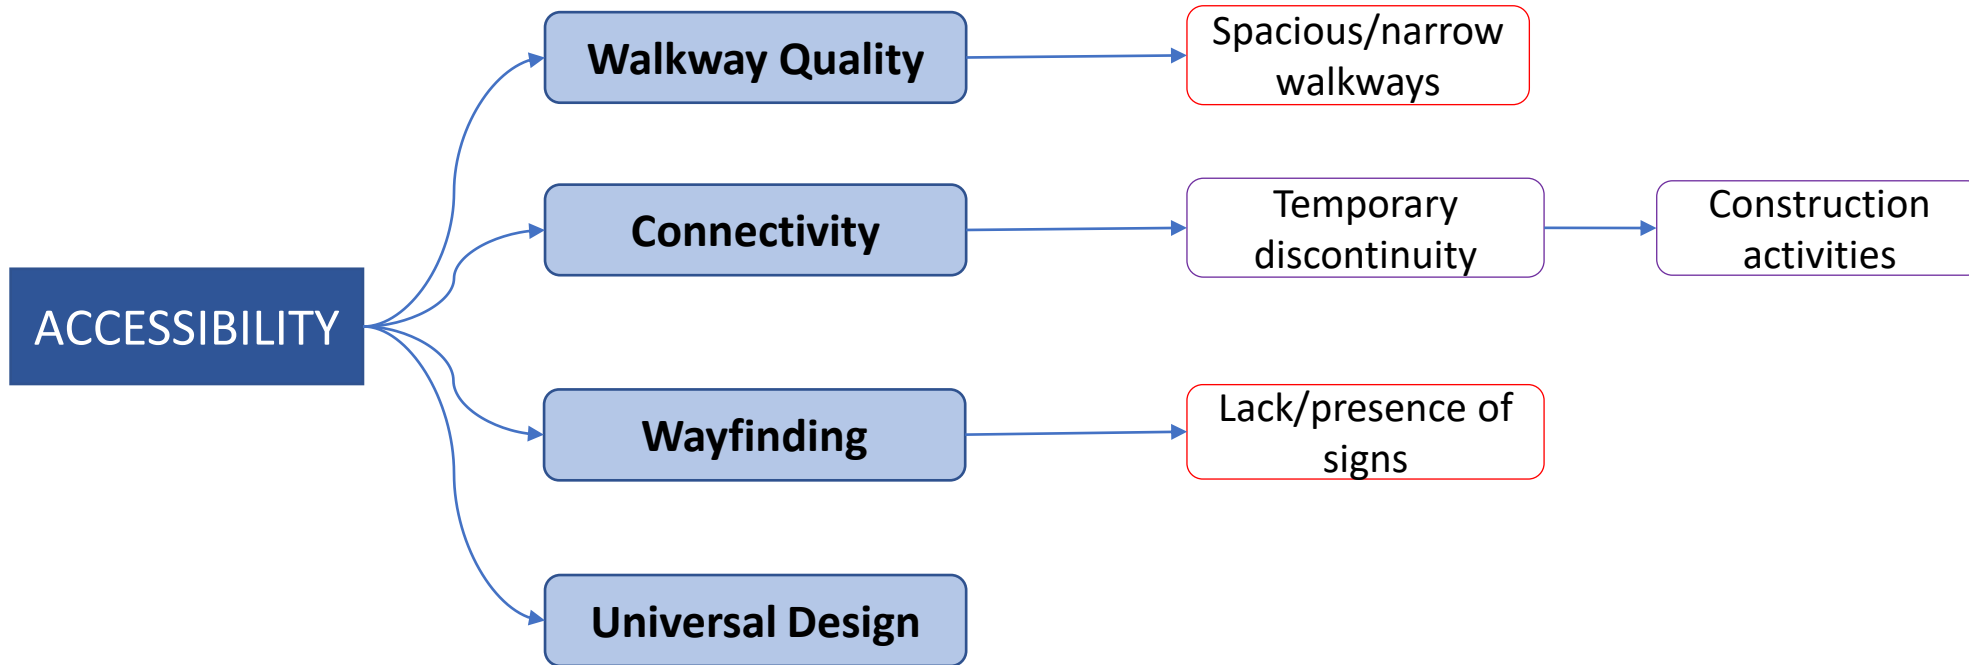 Walkway Quality
Spacious/narrow
walkways
Connectivity
Temporary
discontinuity
Construction
activities
ACCESSIBILITY
Wayfinding
Lack/presence of
signs
Universal Design